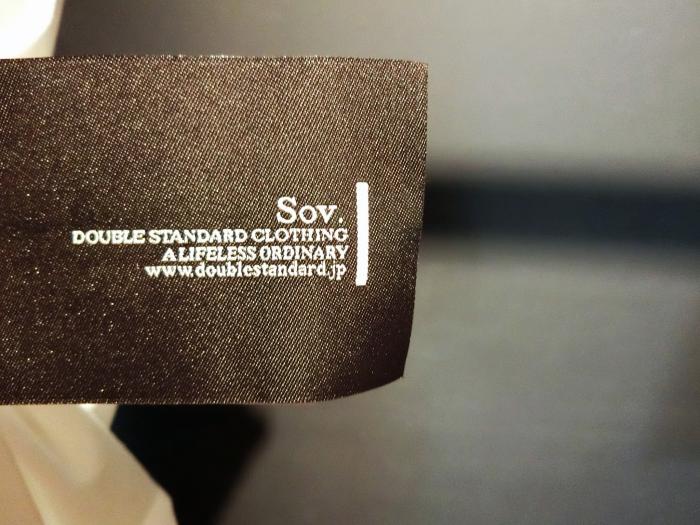 Sov.
DOUBLE STANDARD CLOTHING
A LIFELESS ORDINARY
www.doublestandard.jp